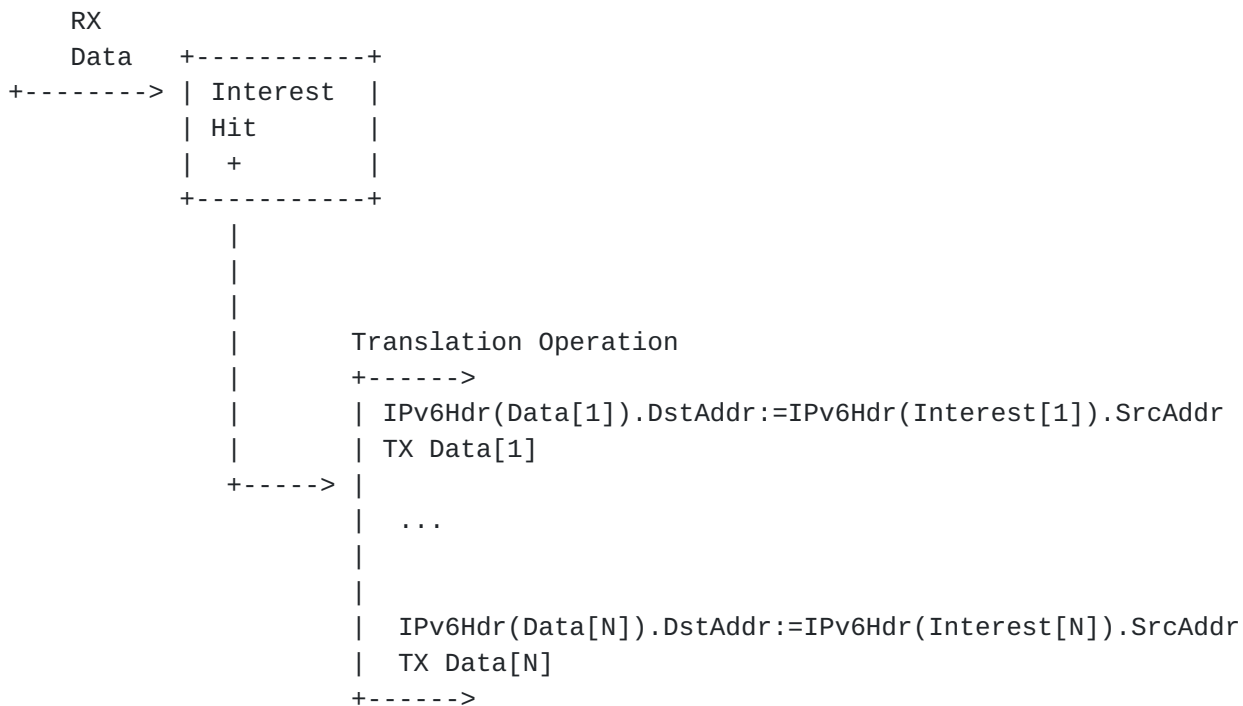 RX
    Data   +-----------+
+--------> | Interest  |
           | Hit       |
           |  +        |
           +-----------+
              |
              |
              |
              |       Translation Operation
              |       +------>
              |       | IPv6Hdr(Data[1]).DstAddr:=IPv6Hdr(Interest[1]).SrcAddr
              |       | TX Data[1]
              +-----> |
                      |  ...
                      |
                      |
                      |  IPv6Hdr(Data[N]).DstAddr:=IPv6Hdr(Interest[N]).SrcAddr
                      |  TX Data[N]
                      +------>